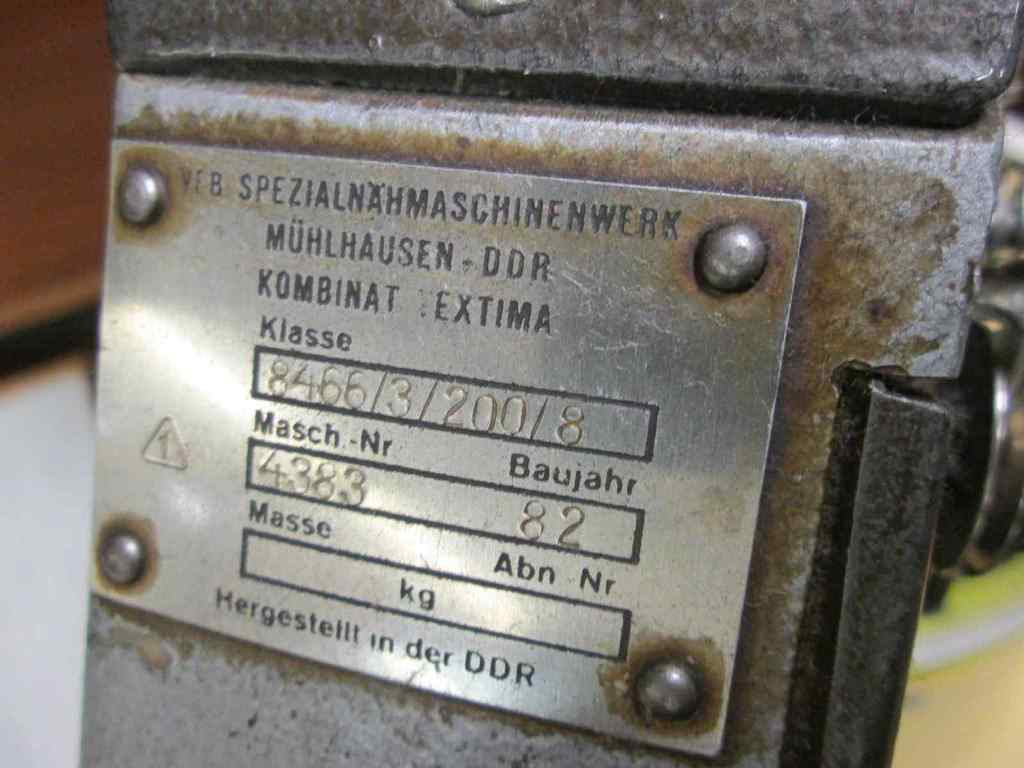 VEB SPEZIALNÄHMASCHINENWERK
MÜHLHAUSEN - DDR
KOMBINAT : EXTIMA
Klasse
8466/3/200/8
Masch.-Nr Baujahr
4383 82
Masse Abn Nr
kg
Hergestellt in der DDR
1